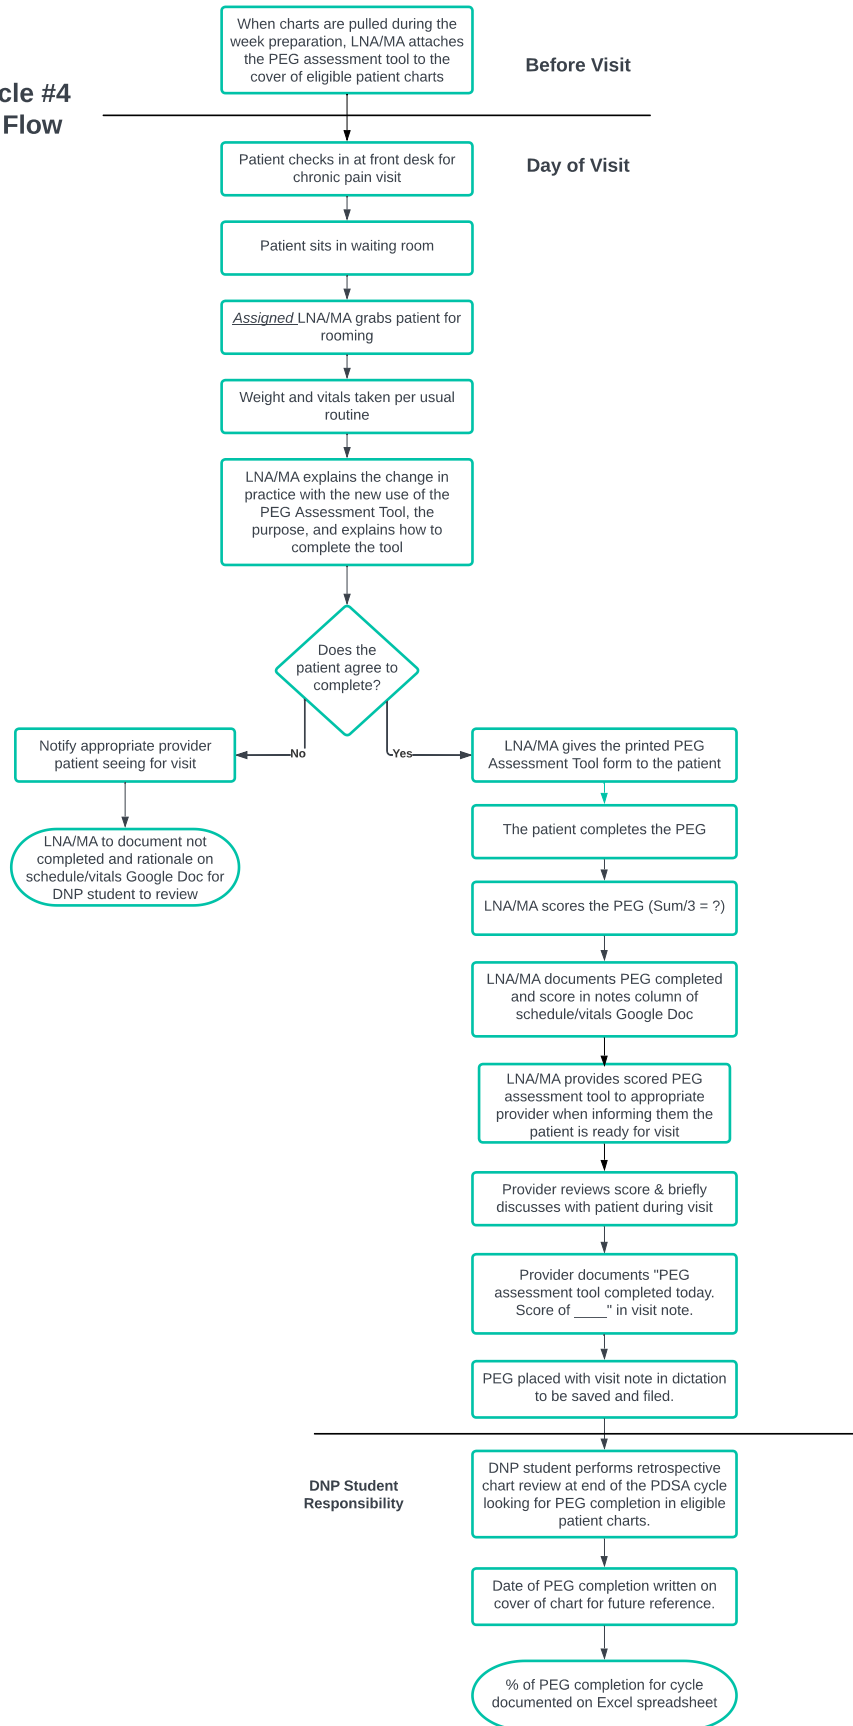 When charts are pulled during the
week preparation, LNA/MA attaches
the PEG assessment tool to the
cover of eligible patient charts
Before Visit
cle #4
Flow
Patient checks in at front desk for
chronic pain visit
Day of Visit
Patient sits in waiting room
Assigned LNA/MA grabs patient for
rooming
Weight and vitals taken per usual
routine
LNA/MA explains the change in
practice with the new use of the
PEG Assessment Tool, the
purpose, and explains how to
complete the tool
Does the
patient agree to
complete?
No
Yes
Notify appropriate provider
patient seeing for visit
LNA/MA to document not
completed and rationale on
schedule/vitals Google Doc for
DNP student to review
LNA/MA gives the printed PEG
Assessment Tool form to the patient
The patient completes the PEG
LNA/MA scores the PEG (Sum/3 = ?)
LNA/MA documents PEG completed
and score in notes column of
schedule/vitals Google Doc
LNA/MA provides scored PEG
assessment tool to appropriate
provider when informing them the
patient is ready for visit
Provider reviews score & briefly
discusses with patient during visit
Provider documents "PEG
assessment tool completed today.
Score of ____" in visit note.
PEG placed with visit note in dictation
to be saved and filed.
DNP Student
Responsibility
DNP student performs retrospective
chart review at end of the PDSA cycle
looking for PEG completion in eligible
patient charts.
Date of PEG completion written on
cover of chart for future reference.
% of PEG completion for cycle
documented on Excel spreadsheet